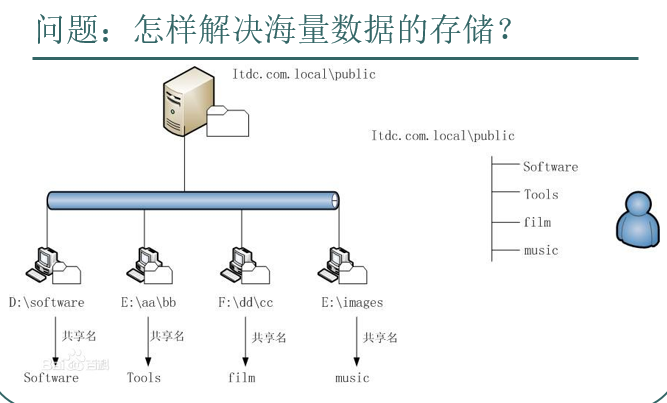 问题：怎样解决海量数据的存储？
Itdc.com.local\public
Itdc.com.local\public
Software
Tools
film
music
D:\software
E:\aa\bb
F:\dd\cc
E:\images
共享名
共享名
共享名
共享名
Software
Tools
film
music